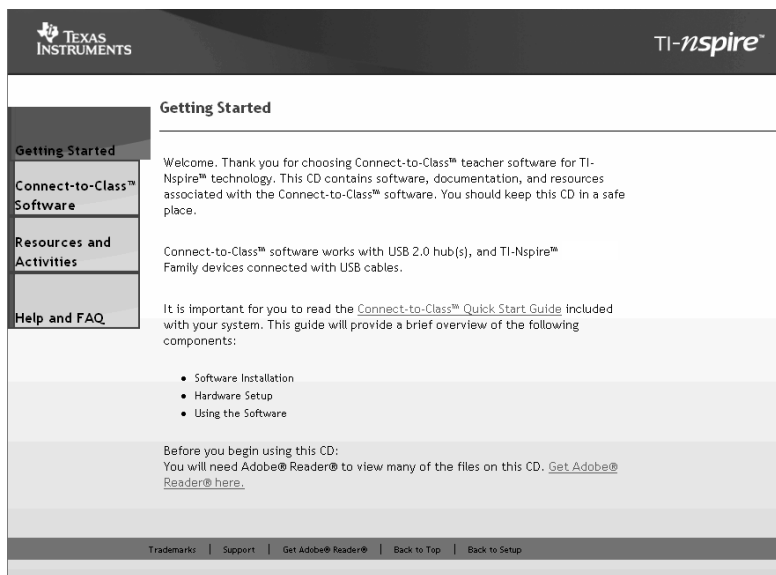 TEXAS
INSTRUMENTS
TI-nspire™
Getting Started
Getting Started
Connect-to-Class™
Software
Resources and
Activities
Help and FAQ
Welcome. Thank you for choosing Connect-to-Class™ teacher software for TI-
Nspire™ technology. This CD contains software, documentation, and resources
associated with the Connect-to-Class™ software. You should keep this CD in a safe
place.
Connect-to-Class™ software works with USB 2.0 hub(s), and TI-Nspire™
Family devices connected with USB cables.
It is important for you to read the Connect-to-Class™ Quick Start Guide included
with your system. This guide will provide a brief overview of the following
components:
• Software Installation
• Hardware Setup
• Using the Software
Before you begin using this CD:
You will need Adobe® Reader® to view many of the files on this CD. Get Adobe®
Reader® here.
Trademarks | Support | Get Adobe® Reader® | Back to Top | Back to Setup